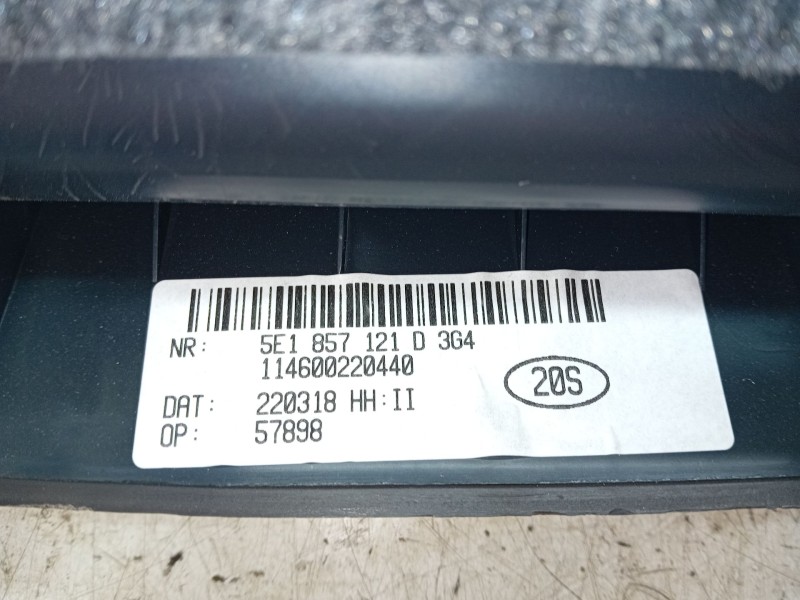 NR: 5E1 857 121 D 3G4
114600220440
20S
DAT: 220318 HH:II
OP: 57898